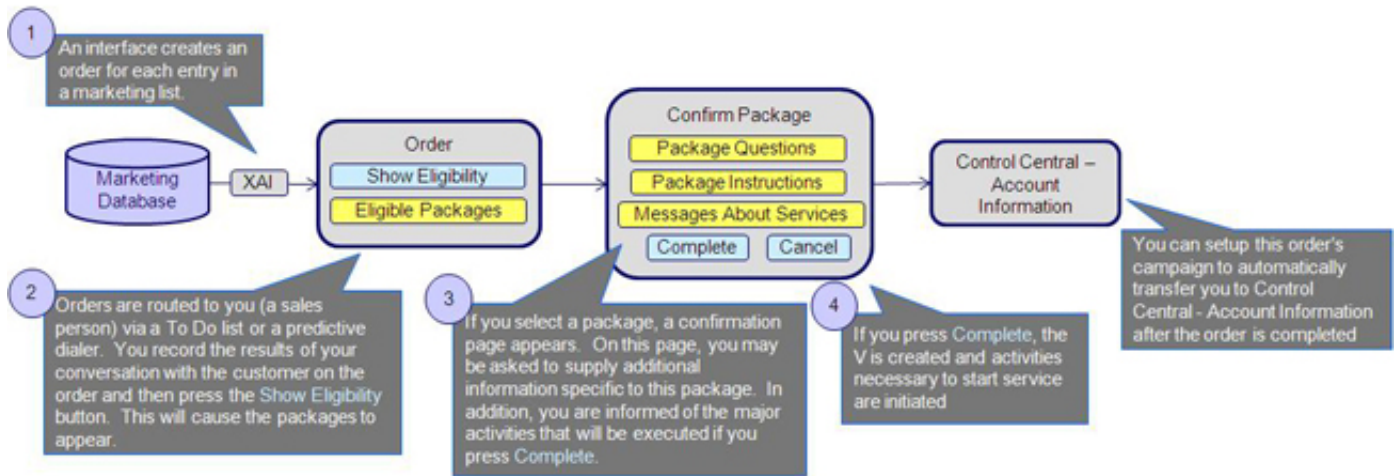 1
An interface creates an
order for each entry in
a marketing list.
Marketing
Database
XAI
Order
Show Eligibility
Eligible Packages
Confirm Package
Package Questions
Package Instructions
Messages About Services
Complete
Cancel
Control Central –
Account
Information
2
Orders are routed to you (a sales
person) via a To Do list or a predictive
dialer. You record the results of your
conversation with the customer on the
order and then press the Show Eligibility
button. This will cause the packages to
appear.
3
If you select a package, a confirmation
page appears. On this page, you may
be asked to supply additional
information specific to this package. In
addition, you are informed of the major
activities that will be executed if you
press Complete.
4
If you press Complete, the
V is created and activities
necessary to start service
are initiated
You can setup this order's
campaign to automatically
transfer you to Control
Central - Account Information
after the order is completed